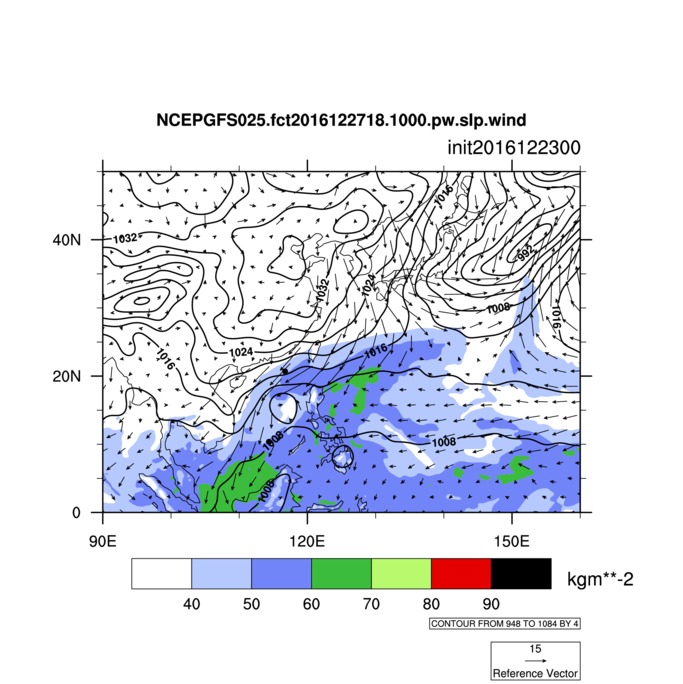 NCEPGFS025.fct2016122718.1000.pw.slp.wind
init2016122300
1016
40N
1032
992
1032
1024
1008
1016
1016
1024
1016
20N
1008
1008
1008
0
90E 120E 150E
40 50 60 70 80 90
kgm**-2
CONTOUR FROM 948 TO 1084 BY 4
15
Reference Vector